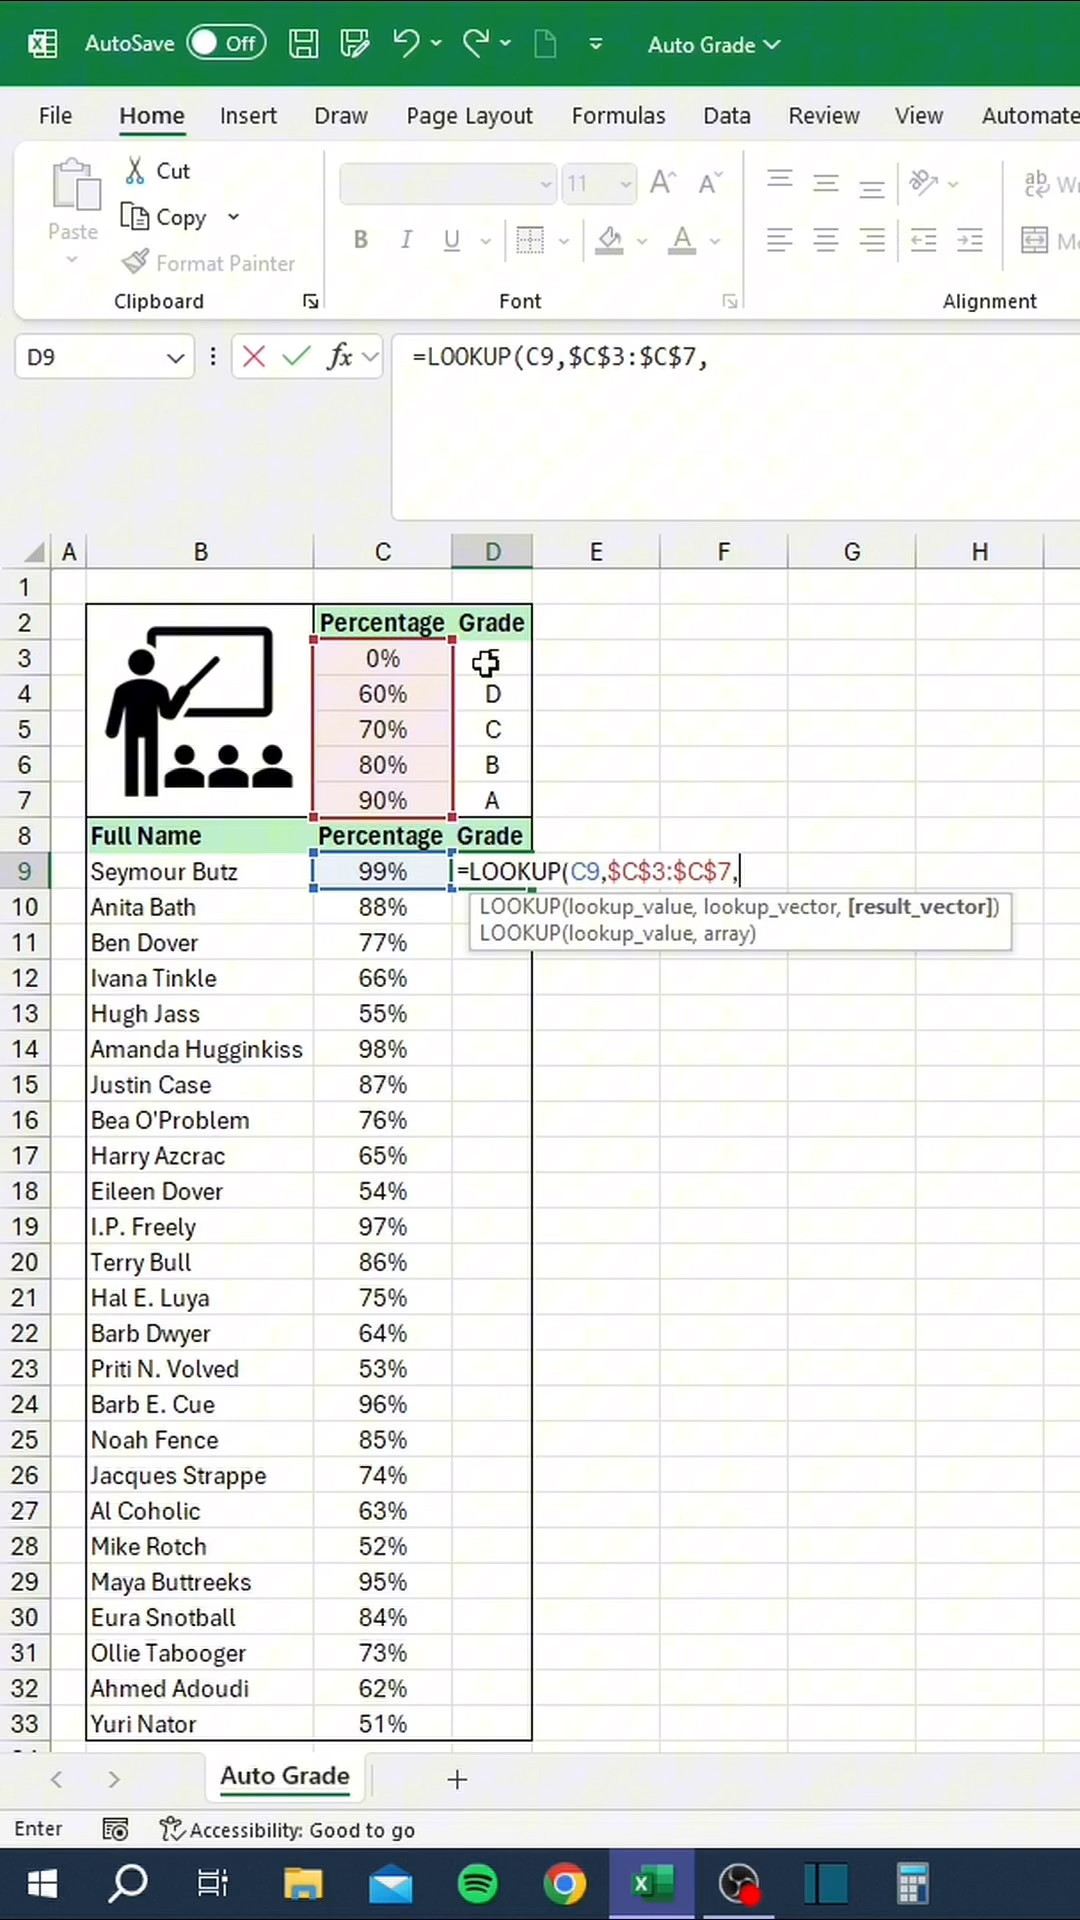 AutoSave Off Auto Grade
File Home Insert Draw Page Layout Formulas Data Review View Automate
Paste Cut Copy Format Painter
11
B I U A
Clipboard Font Alignment
D9 fx =LOOKUP(C9,$C$3:$C$7,
A B C D E F G H
1
2 Percentage Grade
3 0%
4 60% D
5 70% C
6 80% B
7 90% A
8 Full Name Percentage Grade
9 Seymour Butz 99% =LOOKUP(C9,$C$3:$C$7,
LOOKUP(lookup_value, lookup_vector, [result_vector])
10 Anita Bath 88%
LOOKUP(lookup_value, array)
11 Ben Dover 77%
12 Ivana Tinkle 66%
13 Hugh Jass 55%
14 Amanda Hugginkiss 98%
15 Justin Case 87%
16 Bea O'Problem 76%
17 Harry Azcrac 65%
18 Eileen Dover 54%
19 I.P. Freely 97%
20 Terry Bull 86%
21 Hal E. Luya 75%
22 Barb Dwyer 64%
23 Priti N. Volved 53%
24 Barb E. Cue 96%
25 Noah Fence 85%
26 Jacques Strappe 74%
27 Al Coholic 63%
28 Mike Rotch 52%
29 Maya Buttreeks 95%
30 Eura Snotball 84%
31 Ollie Tabooger 73%
32 Ahmed Adoudi 62%
33 Yuri Nator 51%
Auto Grade
Enter Accessibility: Good to go